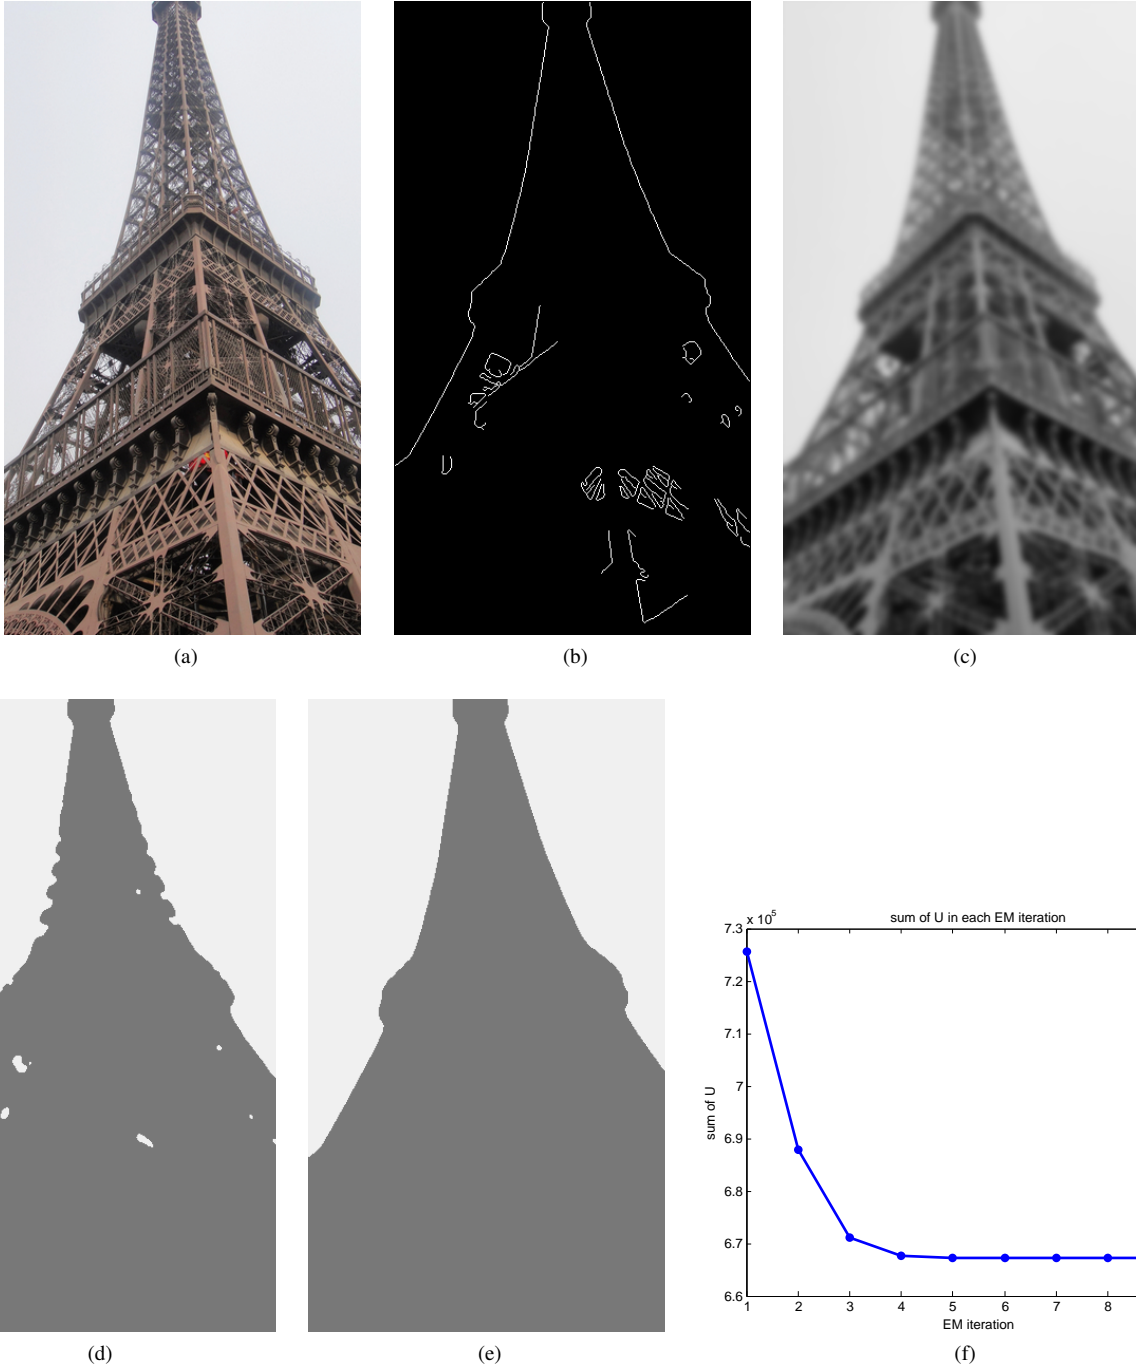 (a)
(b)
(c)
(d)
(e)
x 10^5
sum of U in each EM iteration
7.3
7.2
7.1
7
6.9
6.8
6.7
6.6
sum of U
1 2 3 4 5 6 7 8
EM iteration
(f)